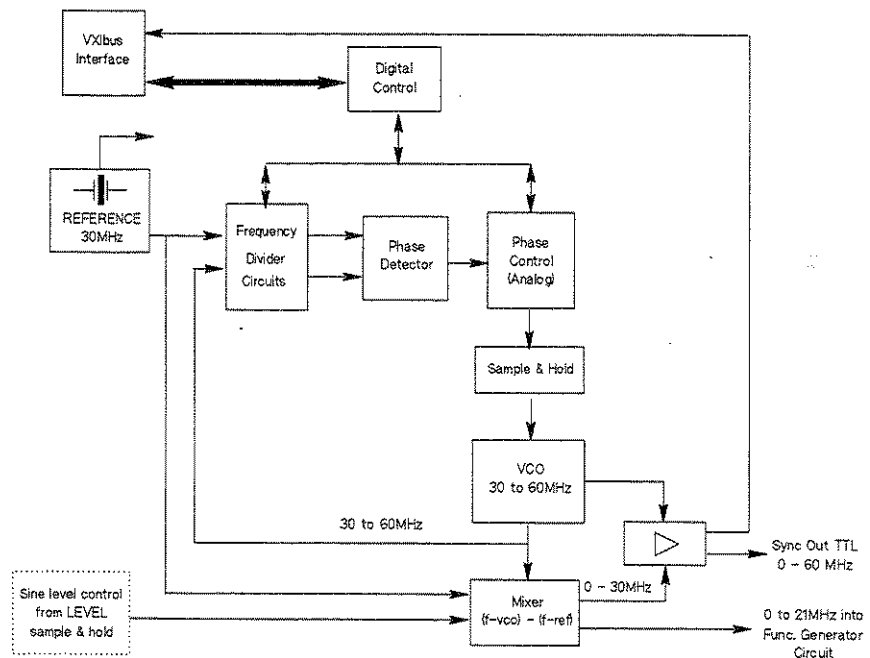 VXIbus
Interface
Digital
Control
REFERENCE
30MHz
Frequency
Divider
Circuits
Phase
Detector
Phase
Control
(Analog)
Sample & Hold
VCO
30 to 60MHz
30 to 60MHz
Sync Out TTL
0 - 60 MHz
Sine level control
from LEVEL
sample & hold
Mixer
(f-vco) - (f-ref)
0 - 30MHz
0 to 21MHz into
Func. Generator
Circuit